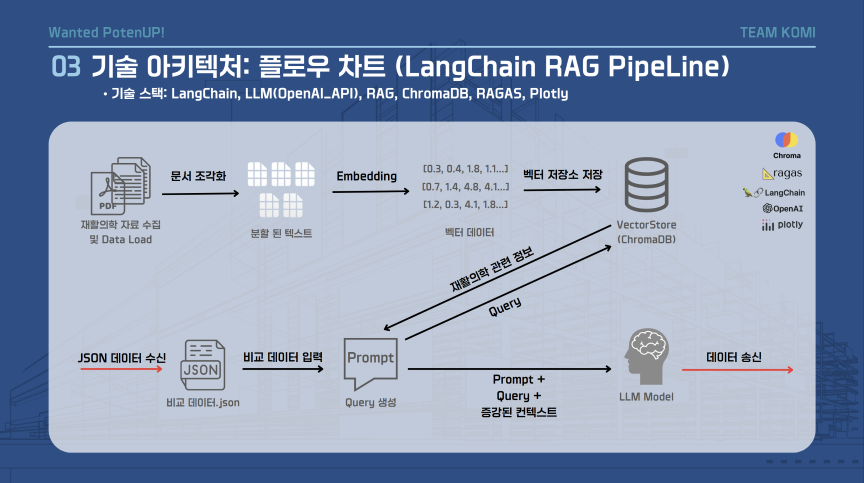 Wanted PotenUP!
TEAM KOMI
03 기술 아키텍처: 플로우 차트 (LangChain RAG PipeLine)
• 기술 스택: LangChain, LLM(OpenAI_API), RAG, ChromaDB, RAGAS, Plotly
Chroma
ragas
LangChain
OpenAI
plotly
PDF
재활의학 자료 수집
및 Data Load
문서 조각화
분할 된 텍스트
Embedding
[0.3, 0.4, 1.8, 1.1...]
[0.7, 1.4, 4.8, 4.1...]
[1.2, 0.3, 4.1, 1.8...]
벡터 데이터
벡터 저장소 저장
VectorStore
(ChromaDB)
재활의학 관련 정보
Query
JSON 데이터 수신
JSON
비교 데이터.json
비교 데이터 입력
Prompt
Query 생성
Prompt +
Query +
증강된 컨텍스트
LLM Model
데이터 송신